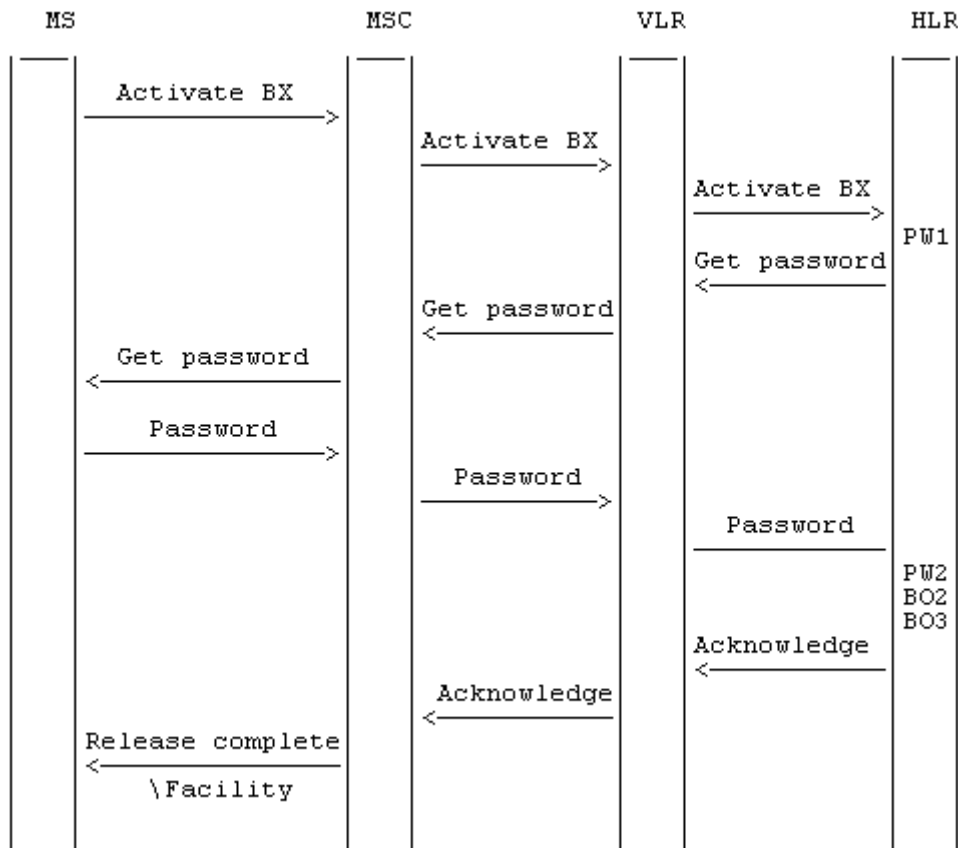 MS MSC VLR HLR
Activate BX
Activate BX
Activate BX
PW1
Get password
Get password
Get password
Password
Password
Password
PW2
BO2
BO3
Acknowledge
Acknowledge
Release complete
\Facility